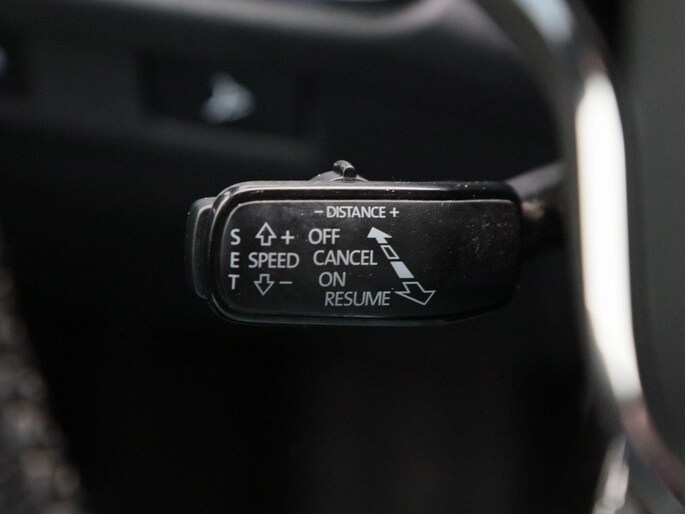 - DISTANCE +
S + OFF
E SPEED CANCEL
T - ON
RESUME